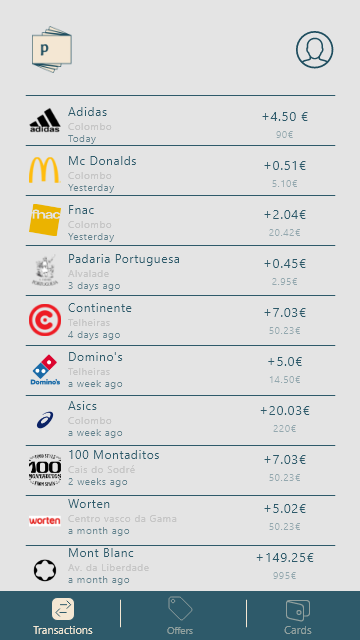 p
Adidas
+4.50 €
Colombo
90€
Today
adidas
Mc Donalds
+0.51€
Colombo
5.10€
Yesterday
Fnac
+2.04€
fnac
Colombo
20.42€
Yesterday
Padaria Portuguesa
+0.45€
Alvalade
2.95€
3 days ago
Continente
+7.03€
Telheiras
50.23€
4 days ago
Domino's
+5.0€
Telheiras
14.50€
Domino's
a week ago
Asics
+20.03€
Colombo
220€
a week ago
100 Montaditos
+7.03€
100
MONTADITOS
Cais do Sodré
50.23€
2 weeks ago
Worten
+5.02€
worten
Centro vasco da Gama
50.23€
a month ago
Mont Blanc
+149.25€
Av. da Liberdade
995€
a month ago
Transactions
Offers
Cards